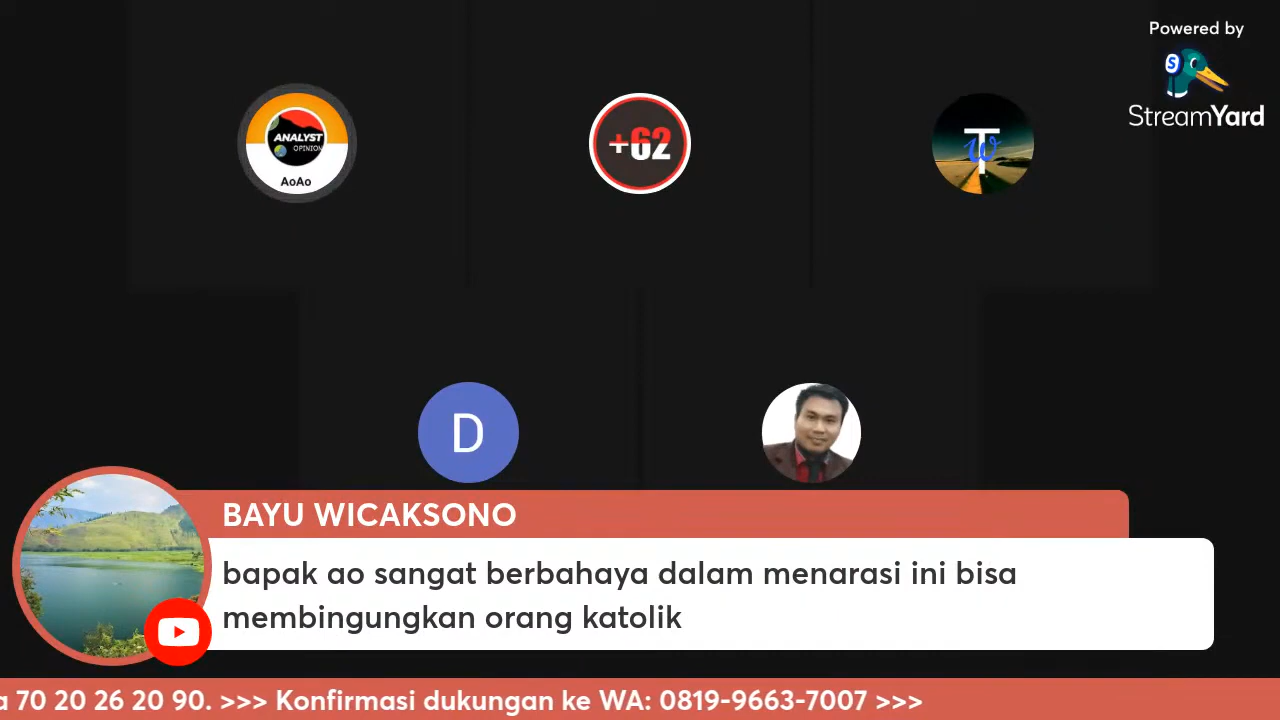 Powered by
S
StreamYard
ANALYST
OPINION
AoAo
+62
T
w
D
BAYU WICAKSONO
bapak ao sangat berbahaya dalam menarasi ini bisa
membingungkan orang katolik
a 70 20 26 20 90. >>> Konfirmasi dukungan ke WA: 0819-9663-7007 >>>